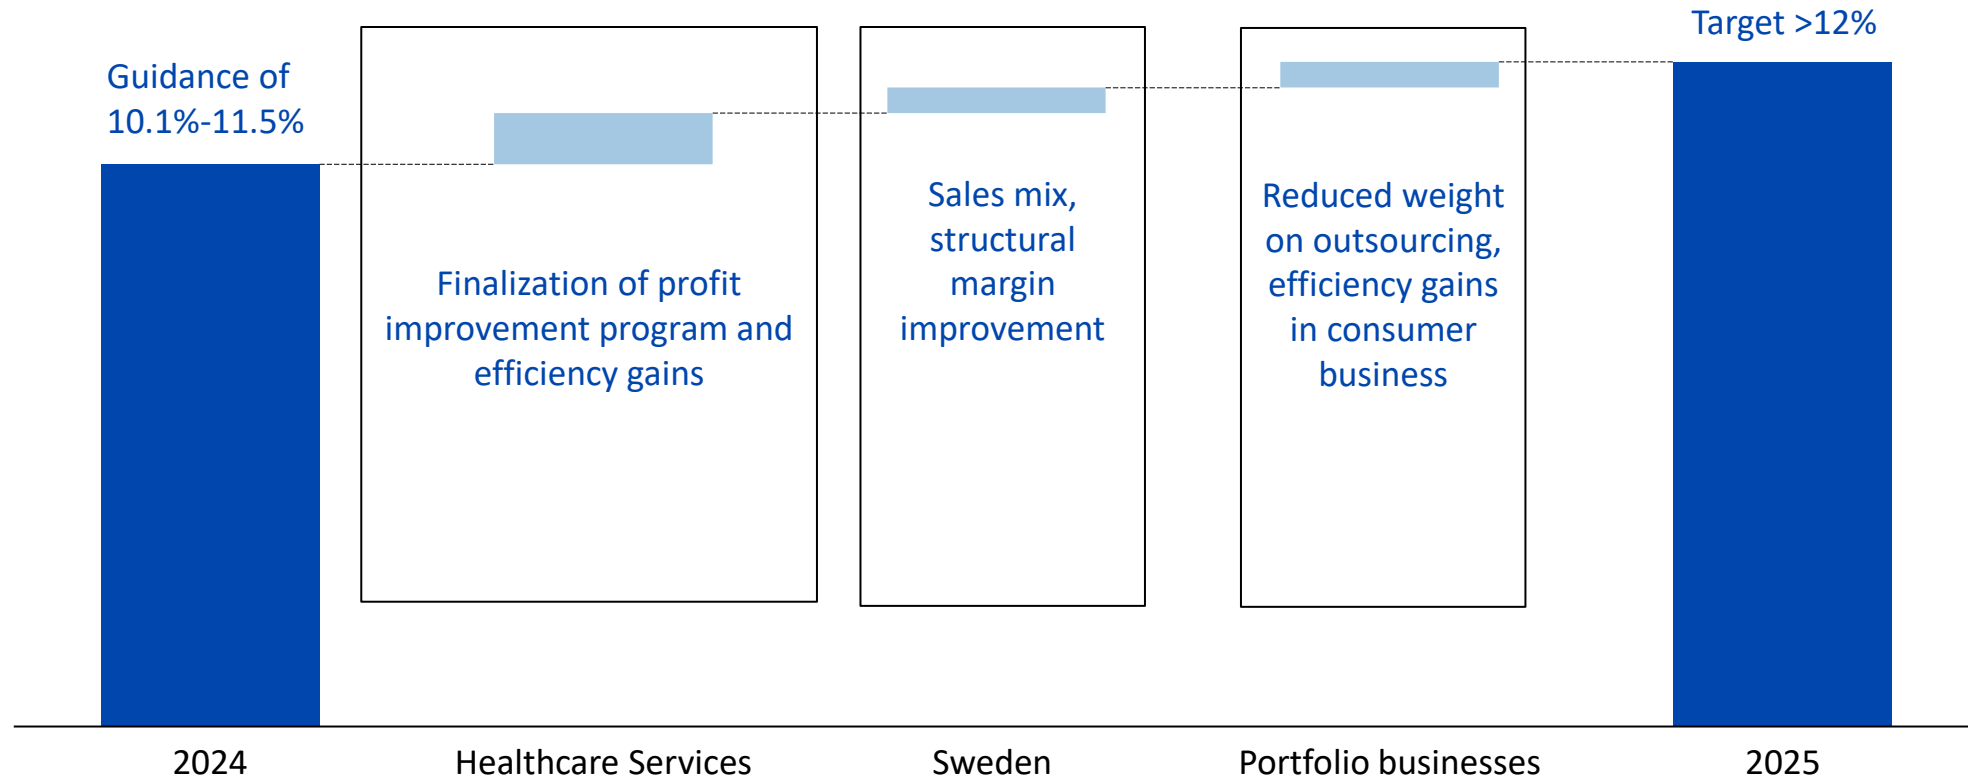 Guidance of
10.1%-11.5%
Target >12%
Finalization of profit
improvement program and
efficiency gains
Sales mix,
structural
margin
improvement
Reduced weight
on outsourcing,
efficiency gains
in consumer
business
2024
Healthcare Services
Sweden
Portfolio businesses
2025